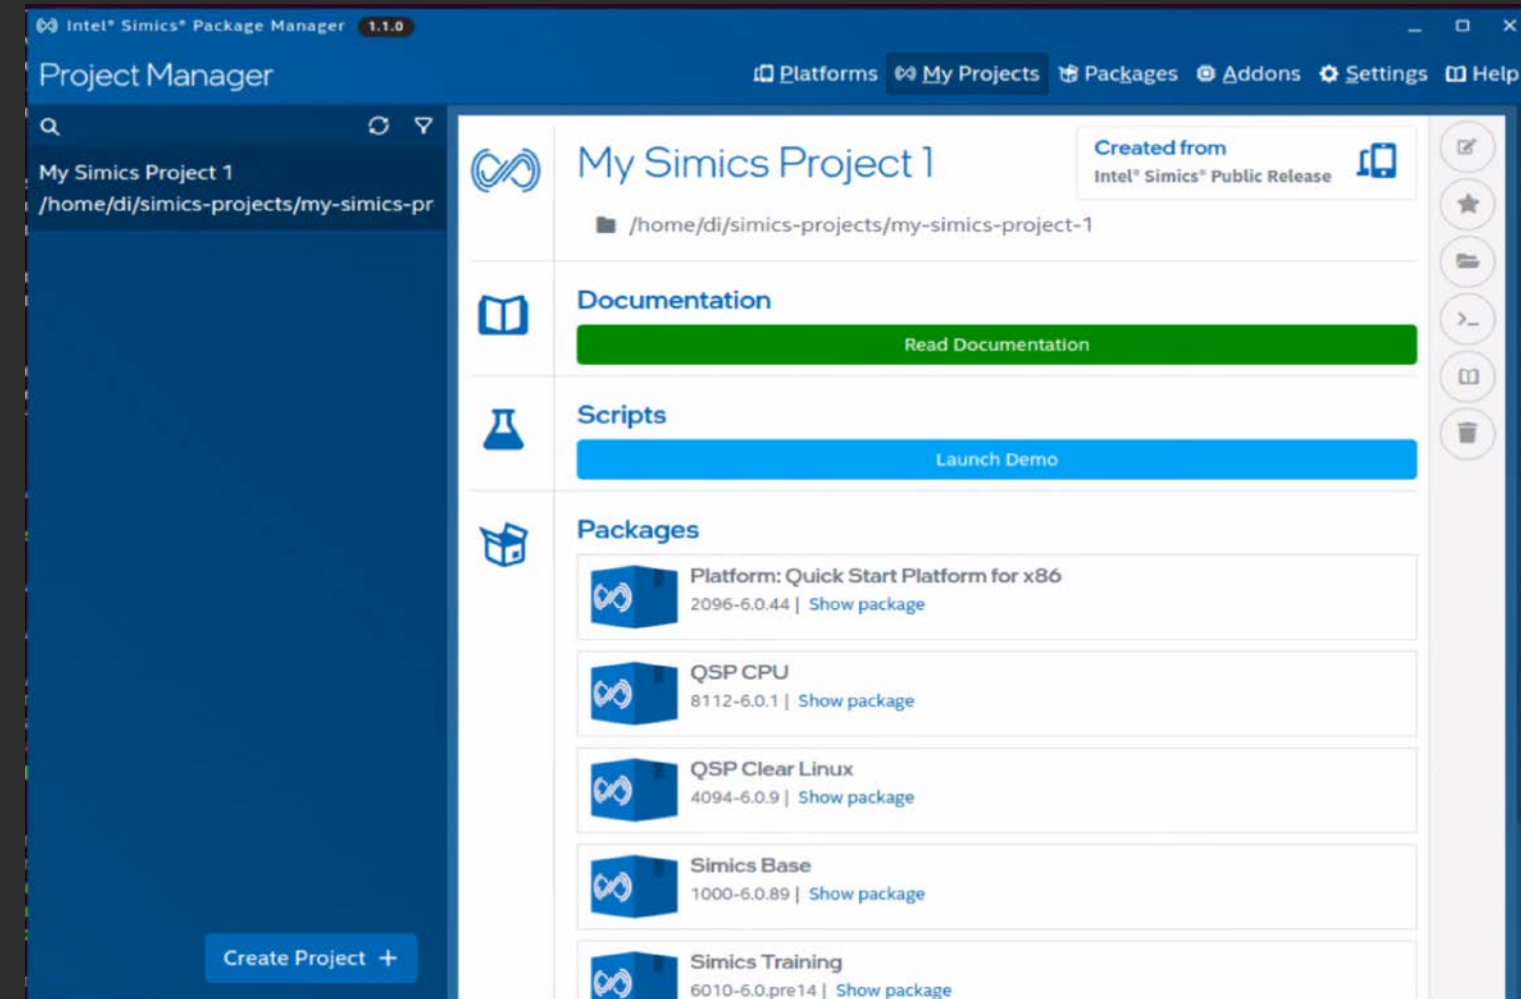 Intel® Simics® Package Manager 1.1.0
Project Manager
Platforms My Projects Packages Addons Settings Help
My Simics Project 1
/home/di/simics-projects/my-simics-pr
My Simics Project 1
Created from
Intel® Simics® Public Release
/home/di/simics-projects/my-simics-project-1
Documentation
Read Documentation
Scripts
Launch Demo
Packages
Platform: Quick Start Platform for x86
2096-6.0.44 | Show package
QSP CPU
8112-6.0.1 | Show package
QSP Clear Linux
4094-6.0.9 | Show package
Simics Base
1000-6.0.89 | Show package
Simics Training
6010-6.0.pre14 | Show package
Create Project +